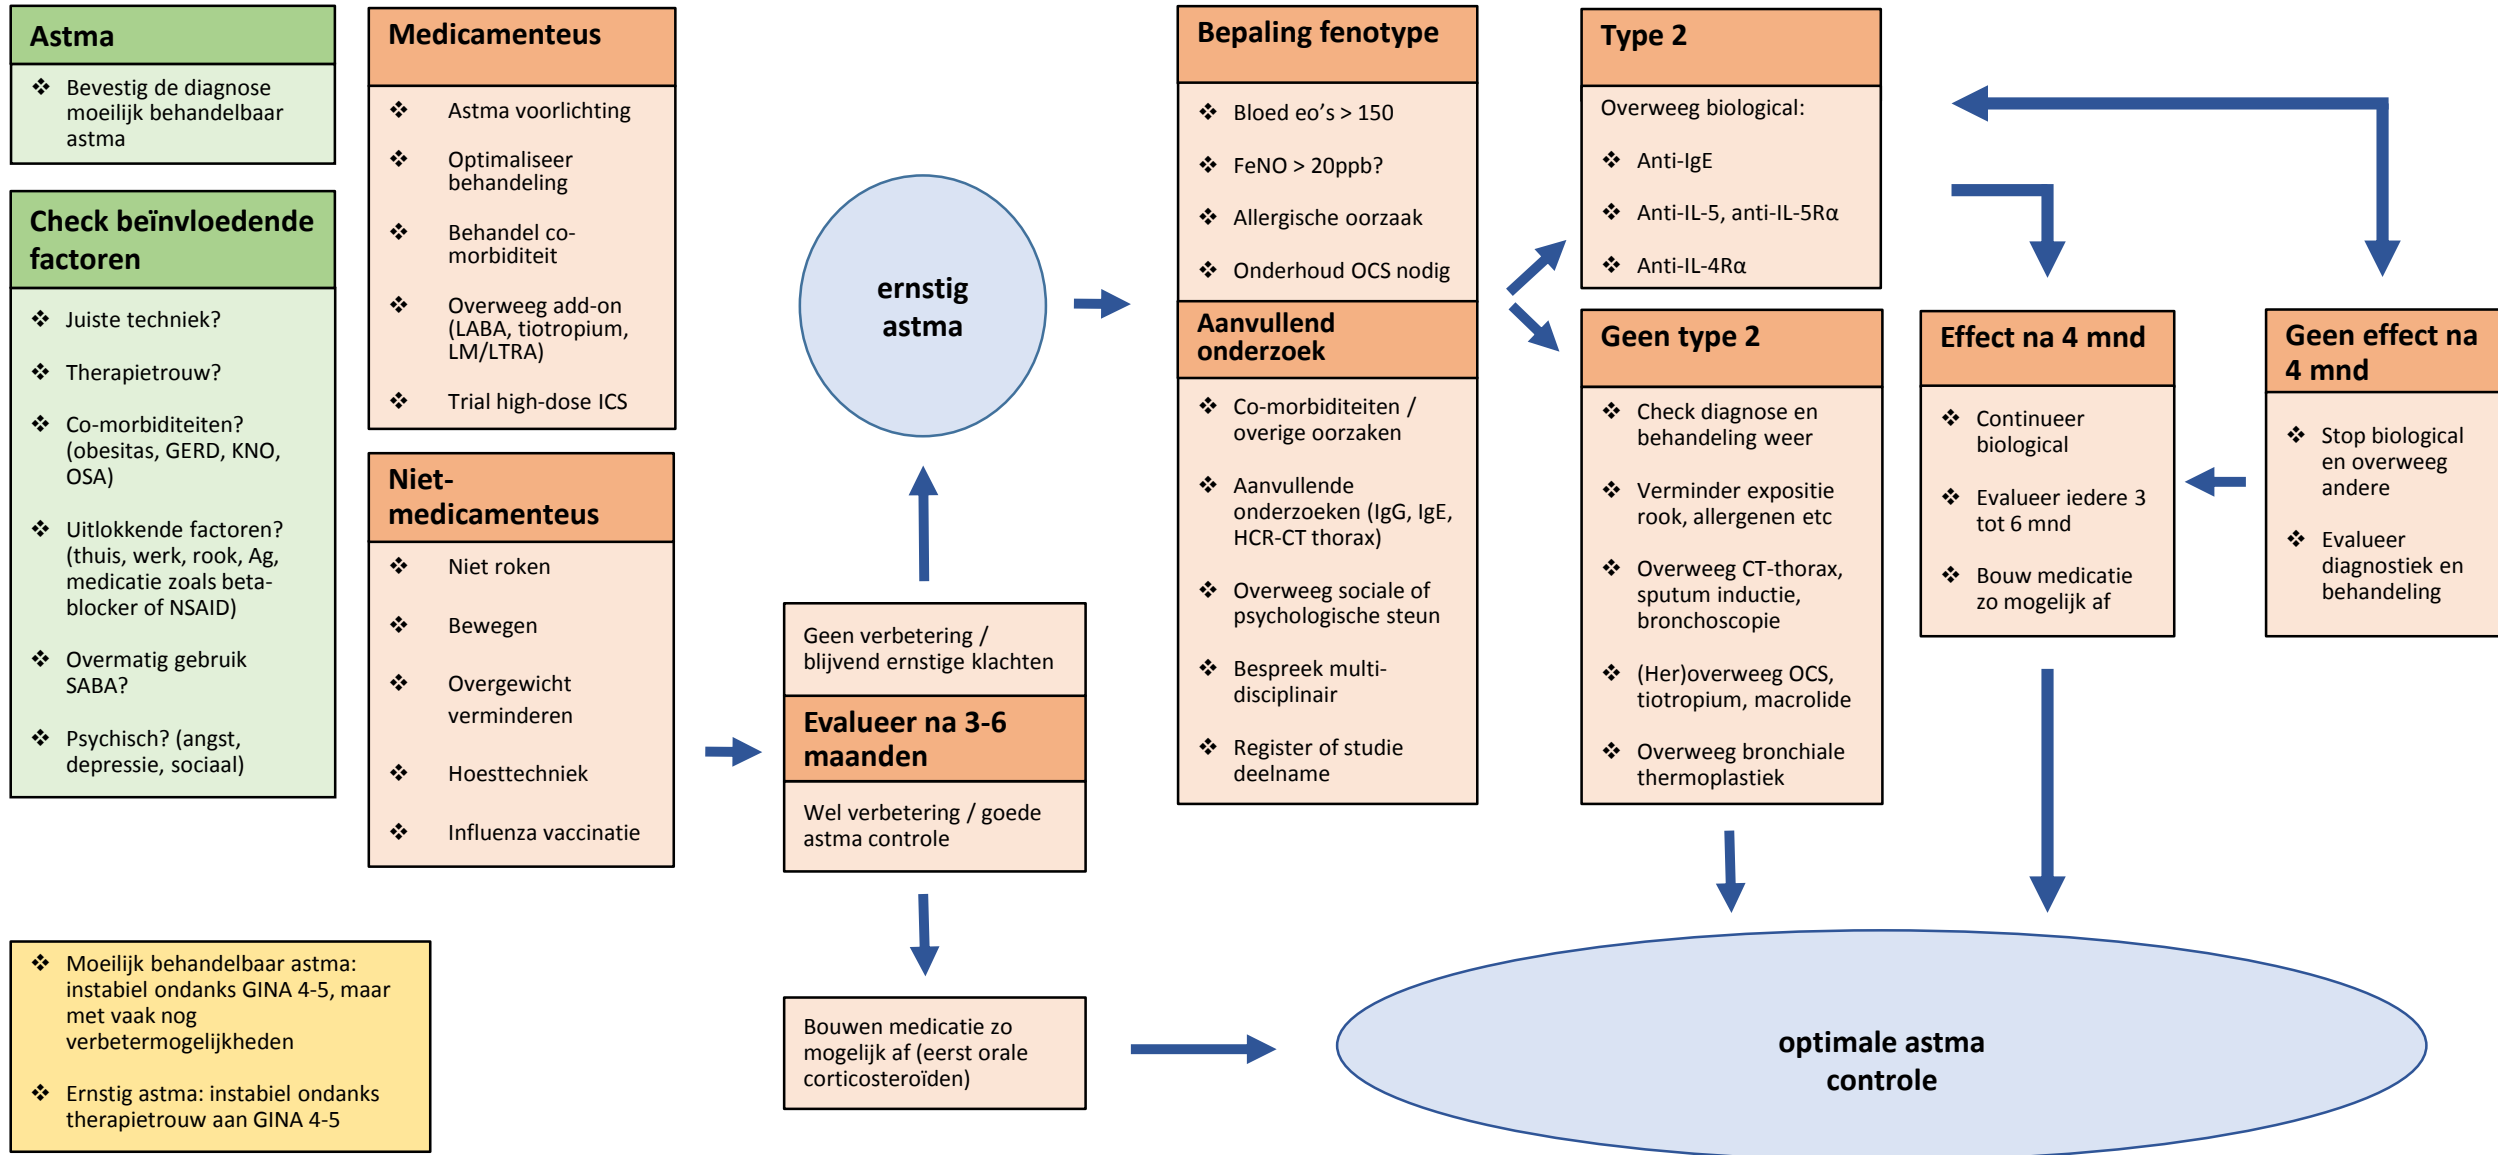 Astma
❖ Bevestig de diagnose
moeilijk behandelbaar
astma
Check beïnvloedende
factoren
❖ Juiste techniek?
❖ Therapietrouw?
❖ Co-morbiditeiten?
(obesitas, GERD, KNO,
OSA)
❖ Uitlokkende factoren?
(thuis, werk, rook, Ag,
medicatie zoals beta-
blocker of NSAID)
❖ Overmatig gebruik
SABA?
❖ Psychisch? (angst,
depressie, sociaal)
❖ Moeilijk behandelbaar astma:
instabiel ondanks GINA 4-5, maar
met vaak nog
verbetermogelijkheden
❖ Ernstig astma: instabiel ondanks
therapietrouw aan GINA 4-5
Medicamenteus
❖ Astma voorlichting
❖ Optimaliseer
behandeling
❖ Behandel co-
morbiditeit
❖ Overweeg add-on
(LABA, tiotropium,
LM/LTRA)
❖ Trial high-dose ICS
Niet-
medicamenteus
❖ Niet roken
❖ Bewegen
❖ Overgewicht
verminderen
❖ Hoesttechniek
❖ Influenza vaccinatie
ernstig
astma
Geen verbetering /
blijvend ernstige klachten
Evalueer na 3-6
maanden
Wel verbetering / goede
astma controle
Bouwen medicatie zo
mogelijk af (eerst orale
corticosteroïden)
Bepaling fenotype
❖ Bloed eo's > 150
❖ FeNO > 20ppb?
❖ Allergische oorzaak
❖ Onderhoud OCS nodig
Aanvullend
onderzoek
❖ Co-morbiditeiten /
overige oorzaken
❖ Aanvullende
onderzoeken (IgG, IgE,
HCR-CT thorax)
❖ Overweeg sociale of
psychologische steun
❖ Bespreek multi-
disciplinair
❖ Register of studie
deelname
Type 2
Overweeg biological:
❖ Anti-IgE
❖ Anti-IL-5, anti-IL-5Rα
❖ Anti-IL-4Rα
Geen type 2
❖ Check diagnose en
behandeling weer
❖ Verminder expositie
rook, allergenen etc
❖ Overweeg CT-thorax,
sputum inductie,
bronchoscopie
❖ (Her)overweeg OCS,
tiotropium, macrolide
❖ Overweeg bronchiale
thermoplastiek
Effect na 4 mnd
❖ Continueer
biological
❖ Evalueer iedere 3
tot 6 mnd
❖ Bouw medicatie
zo mogelijk af
Geen effect na
4 mnd
❖ Stop biological
en overweeg
andere
❖ Evalueer
diagnostiek en
behandeling
optimale astma
controle